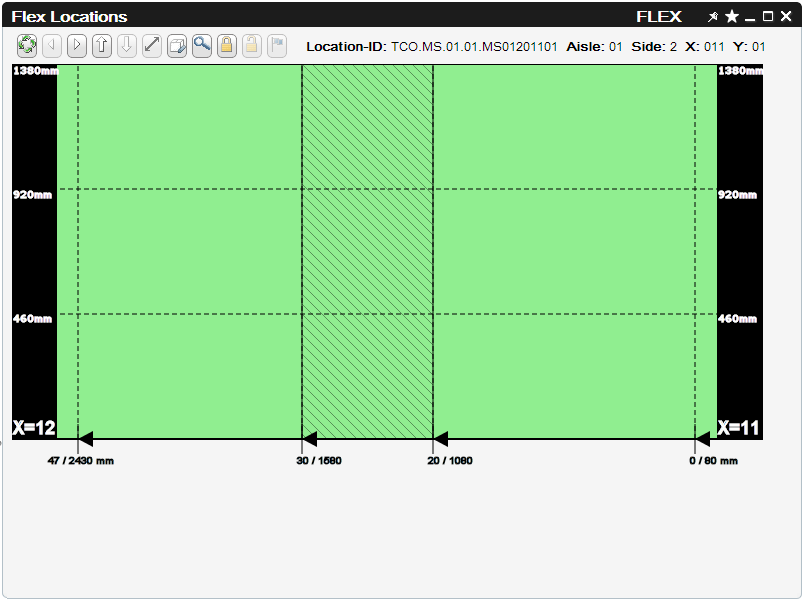 Flex Locations FLEX
Location-ID: TCO.MS.01.01.MS01201101 Aisle: 01 Side: 2 X: 011 Y: 01
1380mm 1380mm
920mm 920mm
460mm 460mm
X=12 X=11
47 / 2430 mm 30 / 1580 20 / 1080 0 / 80 mm